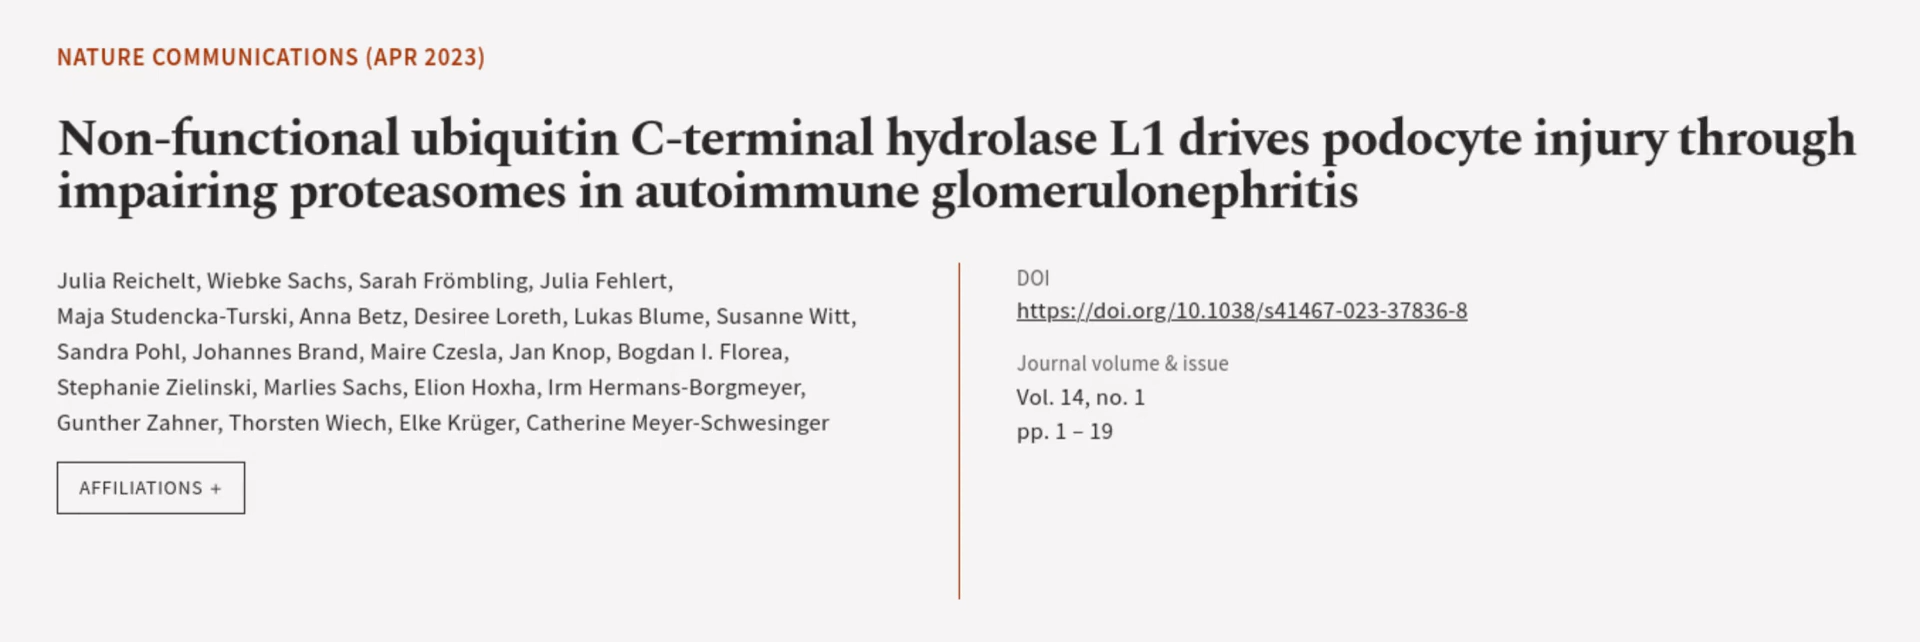 NATURE COMMUNICATIONS (APR 2023)
Non-functional ubiquitin C-terminal hydrolase L1 drives podocyte injury through
impairing proteasomes in autoimmune glomerulonephritis
Julia Reichelt, Wiebke Sachs, Sarah Frömbling, Julia Fehlert,
Maja Studencka-Turski, Anna Betz, Desiree Loreth, Lukas Blume, Susanne Witt,
Sandra Pohl, Johannes Brand, Maire Czesla, Jan Knop, Bogdan I. Florea,
Stephanie Zielinski, Marlies Sachs, Elion Hoxha, Irm Hermans-Borgmeyer,
Gunther Zahner, Thorsten Wiech, Elke Krüger, Catherine Meyer-Schwesinger
AFFILIATIONS +
DOI
https://doi.org/10.1038/s41467-023-37836-8
Journal volume & issue
Vol. 14, no. 1
pp. 1 – 19